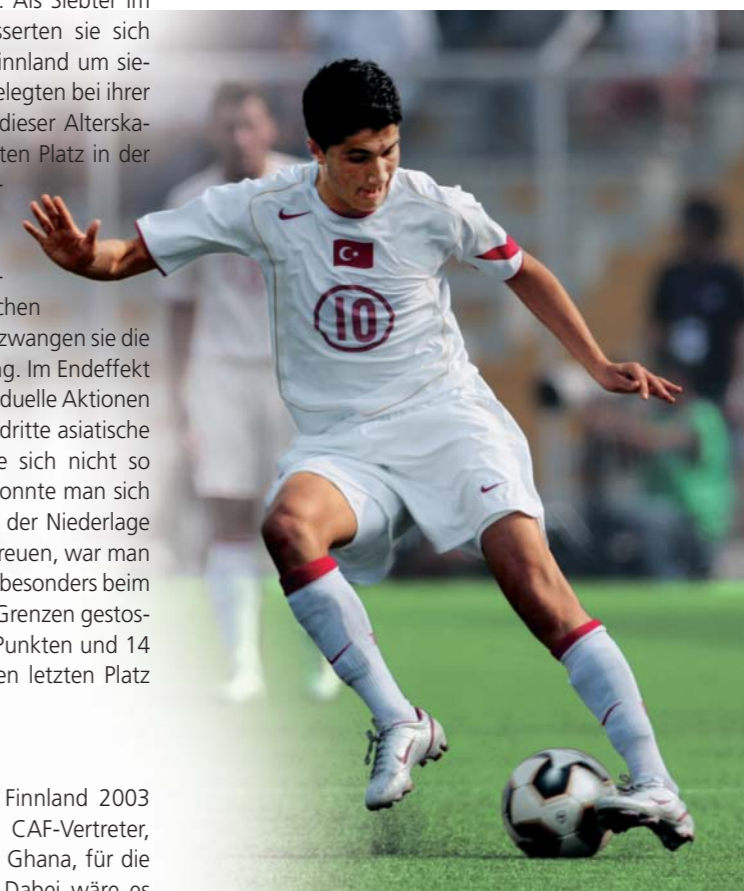 . Als Siebter im
sserten sie sich
innland um sie-
elegten bei ihrer
dieser Alterska-
ten Platz in der
-
-
chen
zwangen sie die
g. Im Endeffekt
duelle Aktionen
dritte asiatische
e sich nicht so
onnte man sich
der Niederlage
reuen, war man
besonders beim
Grenzen gestos-
Punkten und 14
en letzten Platz
Finnland 2003
CAF-Vertreter,
Ghana, für die
Dabei wäre es
10